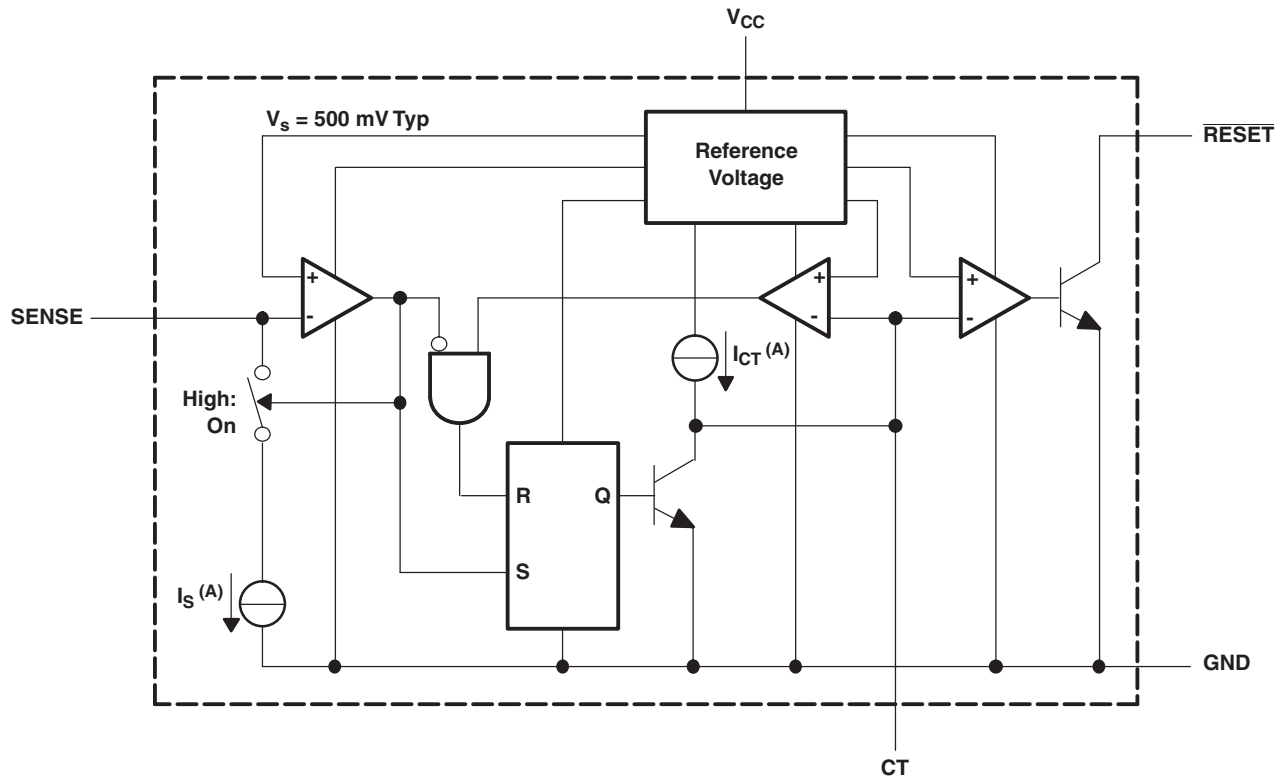 VCC
Vs = 500 mV Typ
Reference
Voltage
RESET
+
-
+
-
+
-
SENSE
ICT (A)
High:
On
R
Q
S
IS (A)
GND
CT